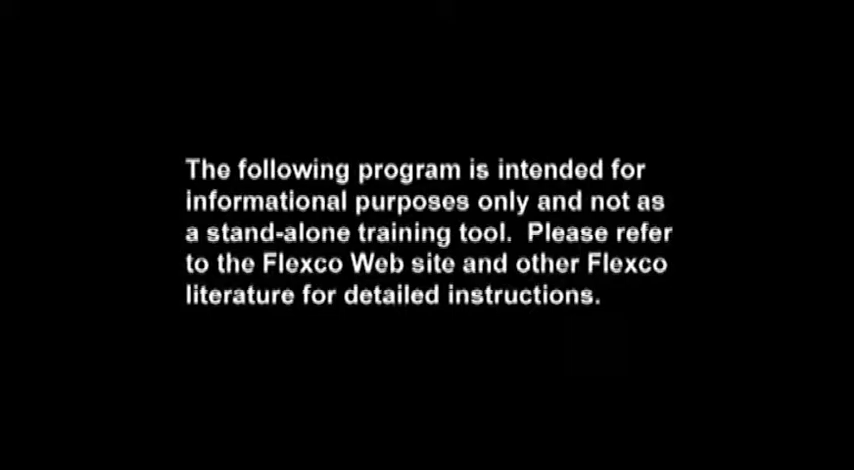 The following program is intended for
informational purposes only and not as
a stand-alone training tool.  Please refer
to the Flexco Web site and other Flexco
literature for detailed instructions.